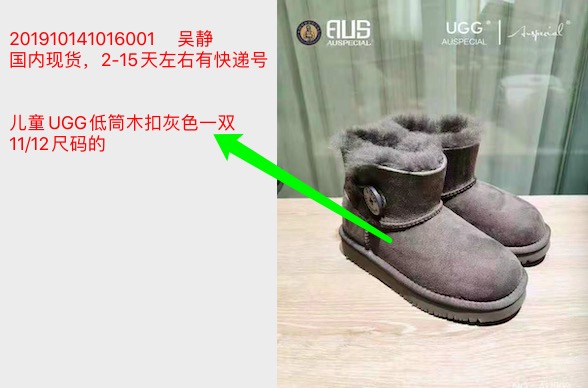 201910141016001 吴静
国内现货，2-15天左右有快递号
儿童UGG低筒木扣灰色一双
11/12尺码的
AUS
AUSPECIAL
UGG®
AUSPECIAL
Auspecial